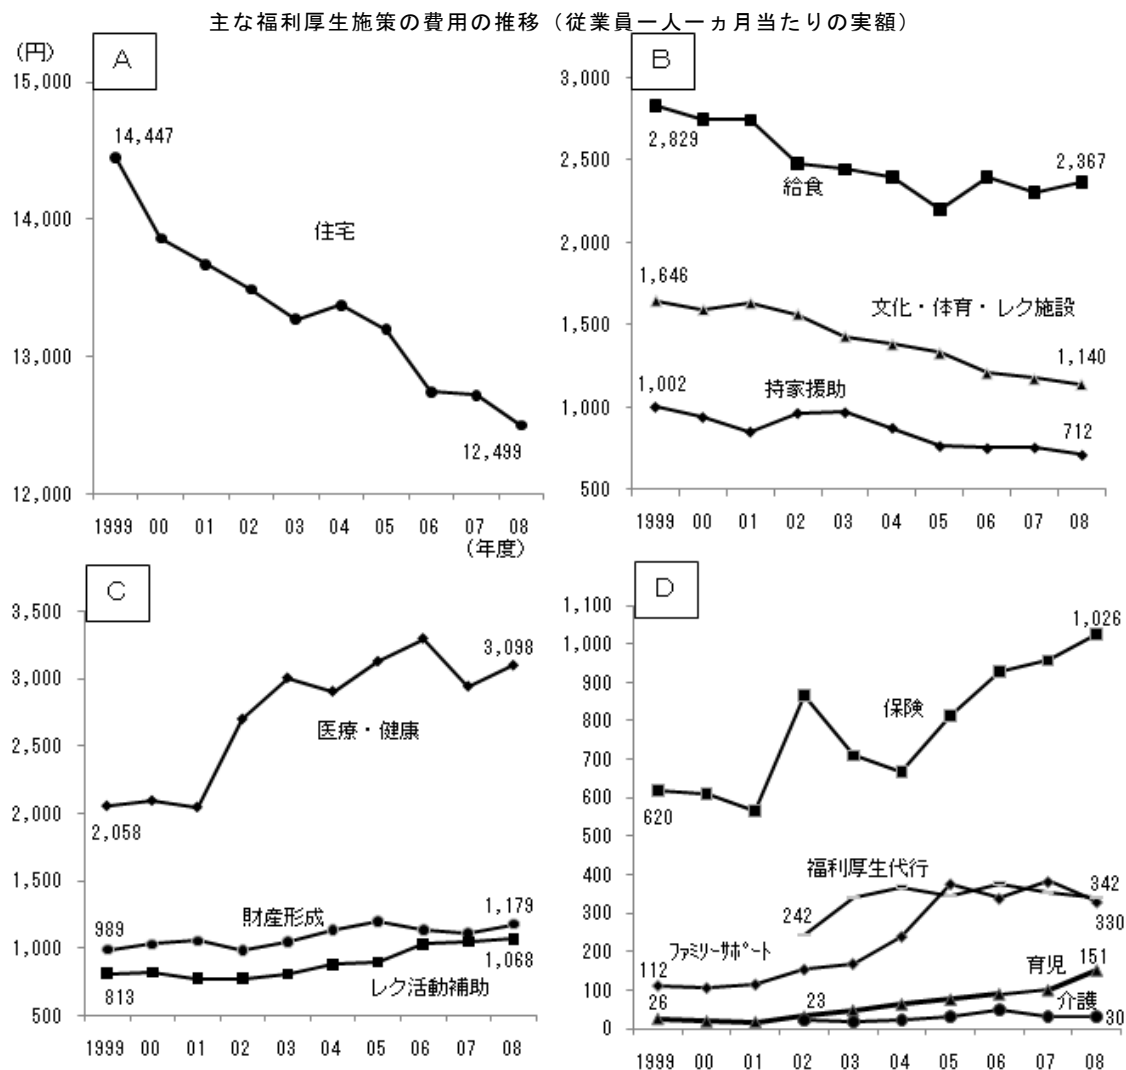 主な福利厚生施策の費用の推移（従業員一人一ヵ月当たりの実額）
(円)
A
15,000
14,447
14,000
住宅
13,000
12,499
12,000
1999 00 01 02 03 04 05 06 07 08
(年度)
B
3,000
2,829
2,500
2,367
給食
2,000
1,646
文化・体育・レク施設
1,500
1,140
1,002
持家援助
1,000
712
500
1999 00 01 02 03 04 05 06 07 08
C
3,500
3,098
3,000
医療・健康
2,500
2,000
2,058
1,500
1,179
989
財産形成
1,000
1,068
813
レク活動補助
500
1999 00 01 02 03 04 05 06 07 08
D
1,100
1,026
1,000
900
保険
800
700
600
620
500
福利厚生代行
400
342
300
242
330
200
ファミリーサポート
151
112
育児
100
26
23
介護
30
0
1999 00 01 02 03 04 05 06 07 08